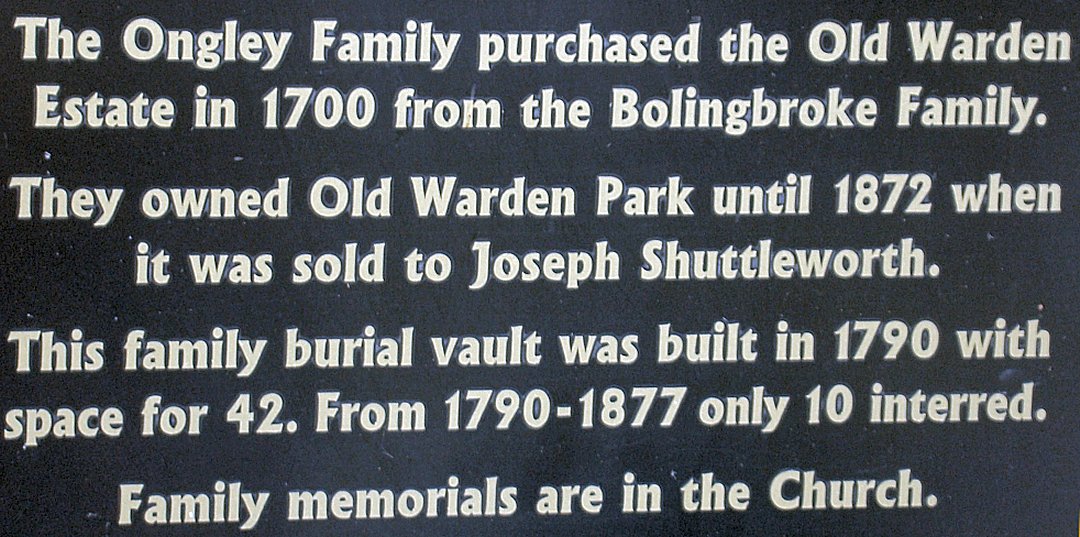 The Ongley Family purchased the Old Warden
Estate in 1700 from the Bolingbroke Family.
They owned Old Warden Park until 1872 when
it was sold to Joseph Shuttleworth.
This family burial vault was built in 1790 with
space for 42. From 1790-1877 only 10 interred.
Family memorials are in the Church.